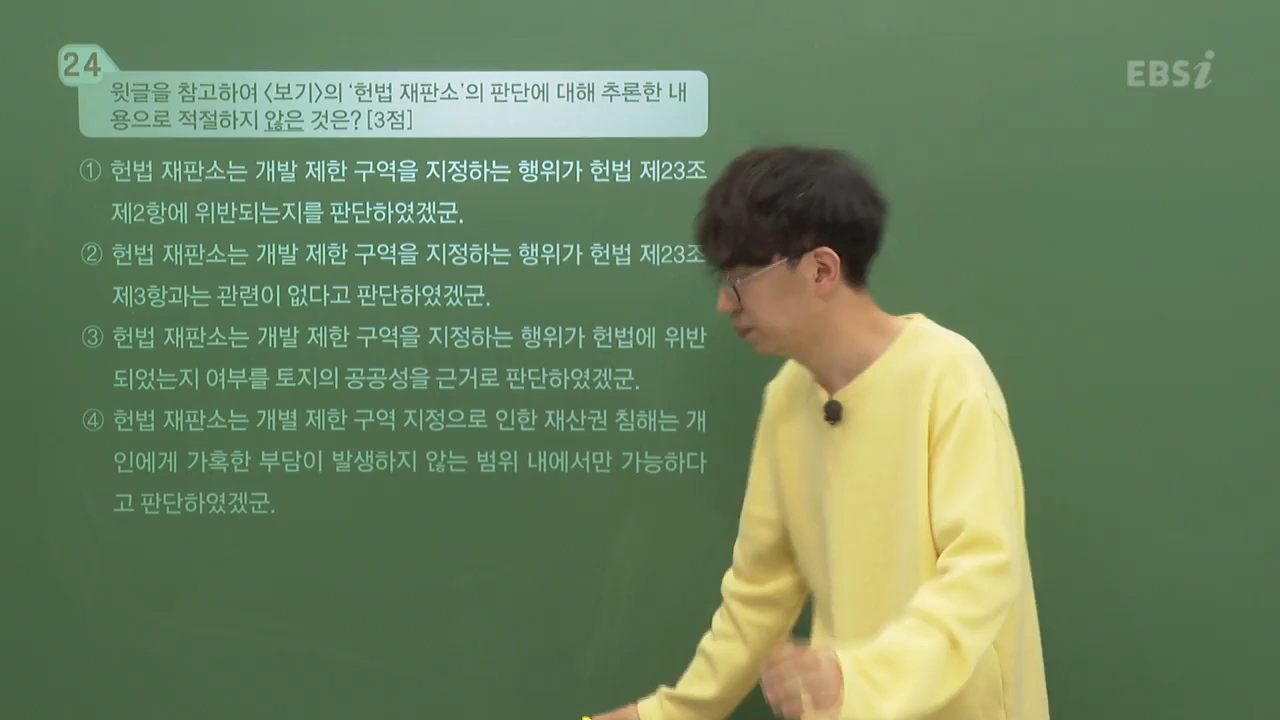 24
EBSi
윗글을 참고하여 〈보기〉의 ‘헌법 재판소’의 판단에 대해 추론한 내
용으로 적절하지 않은 것은? [3점]
① 헌법 재판소는 개발 제한 구역을 지정하는 행위가 헌법 제23조
제2항에 위반되는지를 판단하였겠군.
② 헌법 재판소는 개발 제한 구역을 지정하는 행위가 헌법 제23조
제3항과는 관련이 없다고 판단하였겠군.
③ 헌법 재판소는 개발 제한 구역을 지정하는 행위가 헌법에 위반
되었는지 여부를 토지의 공공성을 근거로 판단하였겠군.
④ 헌법 재판소는 개별 제한 구역 지정으로 인한 재산권 침해는 개
인에게 가혹한 부담이 발생하지 않는 범위 내에서만 가능하다
고 판단하였겠군.